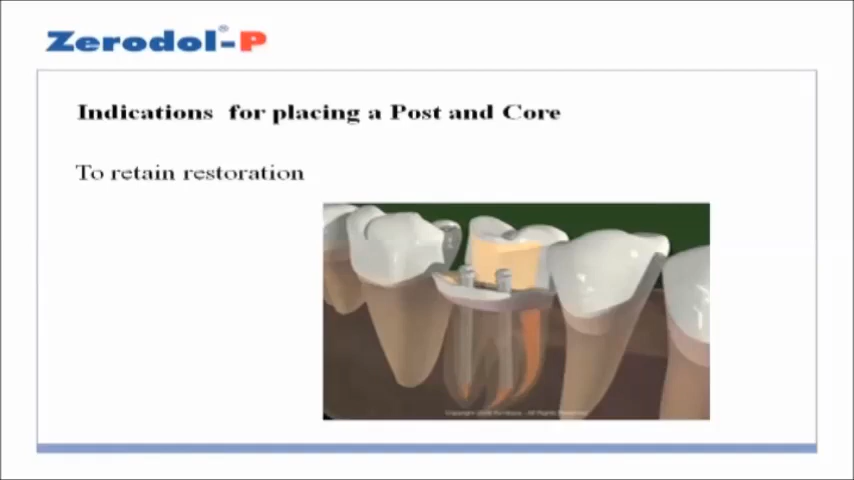 Zerodol®-P
Indications for placing a Post and Core
To retain restoration